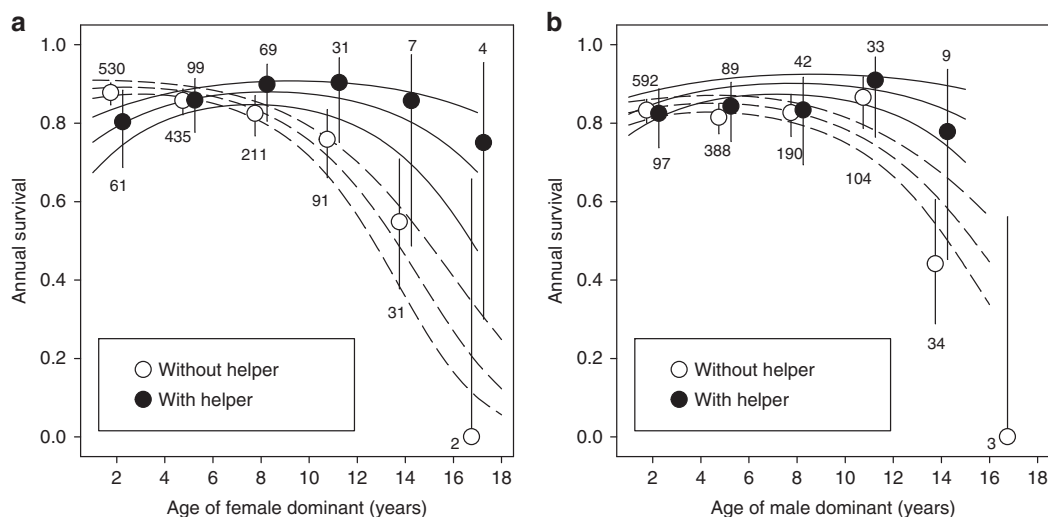 a
1.0
0.8
0.6
0.4
0.2
0.0
Annual survival
530
99
69
31
7
4
61
435
211
91
31
2
Without helper
With helper
2 4 6 8 10 12 14 16 18
Age of female dominant (years)
b
1.0
0.8
0.6
0.4
0.2
0.0
Annual survival
592
89
42
33
9
97
388
190
104
34
3
Without helper
With helper
2 4 6 8 10 12 14 16 18
Age of male dominant (years)